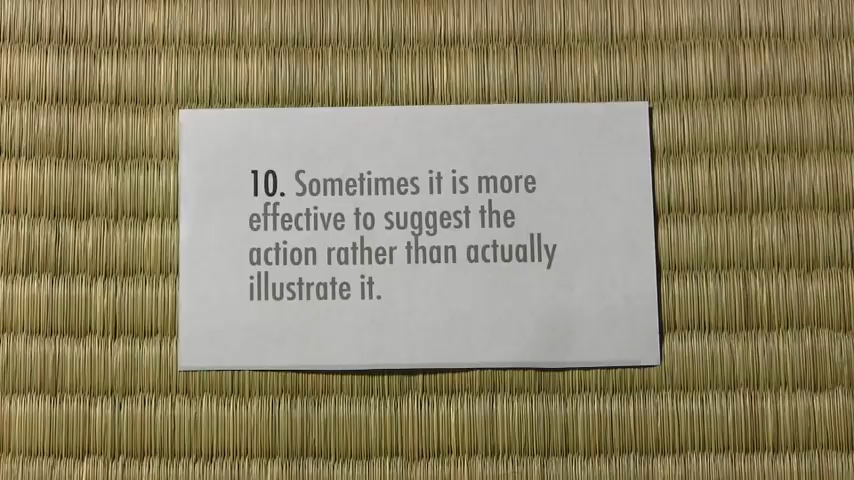 10. Sometimes it is more
effective to suggest the
action rather than actually
illustrate it.